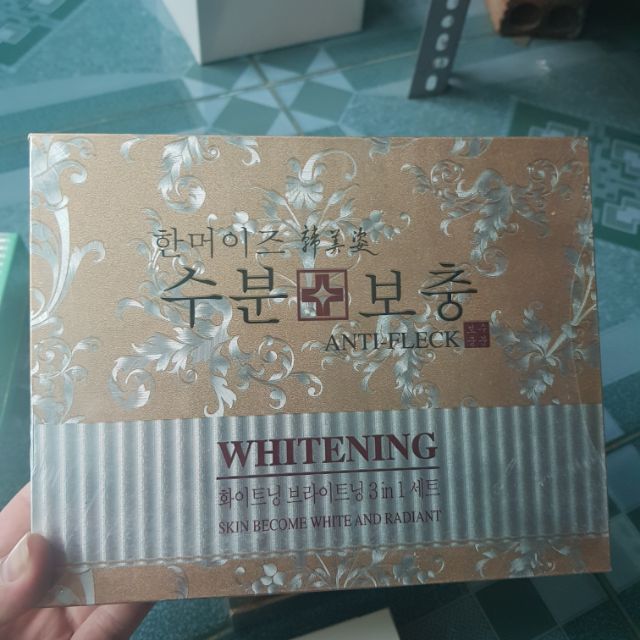 한머이즈 韩美姿
수분 보충
ANTI-FLECK
WHITENING
화이트닝 브라이트닝 3 in 1 세트
SKIN BECOME WHITE AND RADIANT